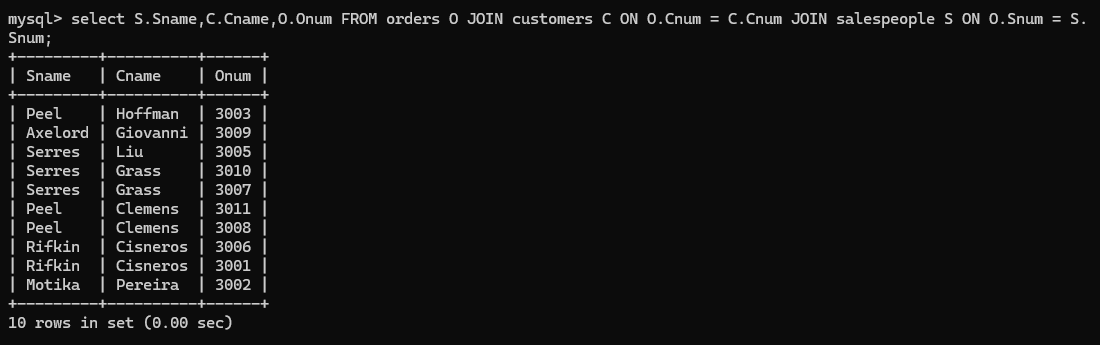 mysql> select S.Sname,C.Cname,O.Onum FROM orders O JOIN customers C ON O.Cnum = C.Cnum JOIN salespeople S ON O.Snum = S.
Snum;
+---------+----------+------+
| Sname   | Cname    | Onum |
+---------+----------+------+
| Peel    | Hoffman  | 3003 |
| Axelord | Giovanni | 3009 |
| Serres  | Liu      | 3005 |
| Serres  | Grass    | 3010 |
| Serres  | Grass    | 3007 |
| Peel    | Clemens  | 3011 |
| Peel    | Clemens  | 3008 |
| Rifkin  | Cisneros | 3006 |
| Rifkin  | Cisneros | 3001 |
| Motika  | Pereira  | 3002 |
+---------+----------+------+
10 rows in set (0.00 sec)